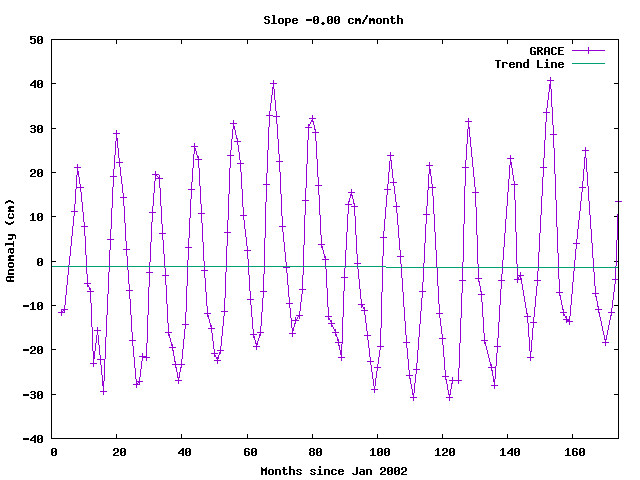 Slope -0.00 cm/month
GRACE
Trend Line
50
40
30
20
10
0
-10
-20
-30
-40
Anomaly (cm)
0 20 40 60 80 100 120 140 160
Months since Jan 2002